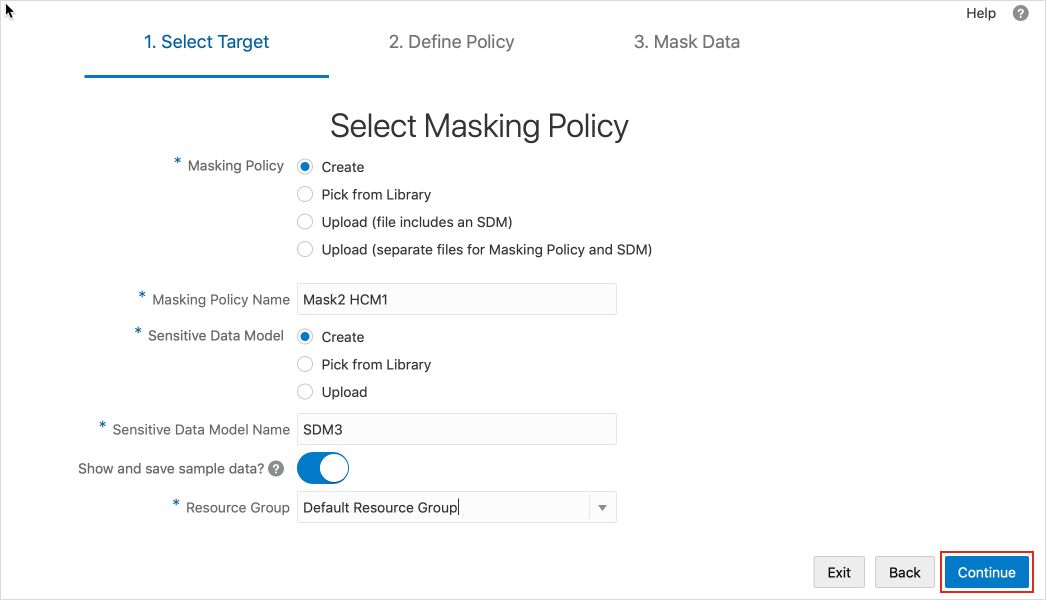 Help ?
1. Select Target 2. Define Policy 3. Mask Data
Select Masking Policy
* Masking Policy Create
Pick from Library
Upload (file includes an SDM)
Upload (separate files for Masking Policy and SDM)
* Masking Policy Name Mask2 HCM1
* Sensitive Data Model Create
Pick from Library
Upload
* Sensitive Data Model Name SDM3
Show and save sample data? ?
* Resource Group Default Resource Group
Exit Back Continue